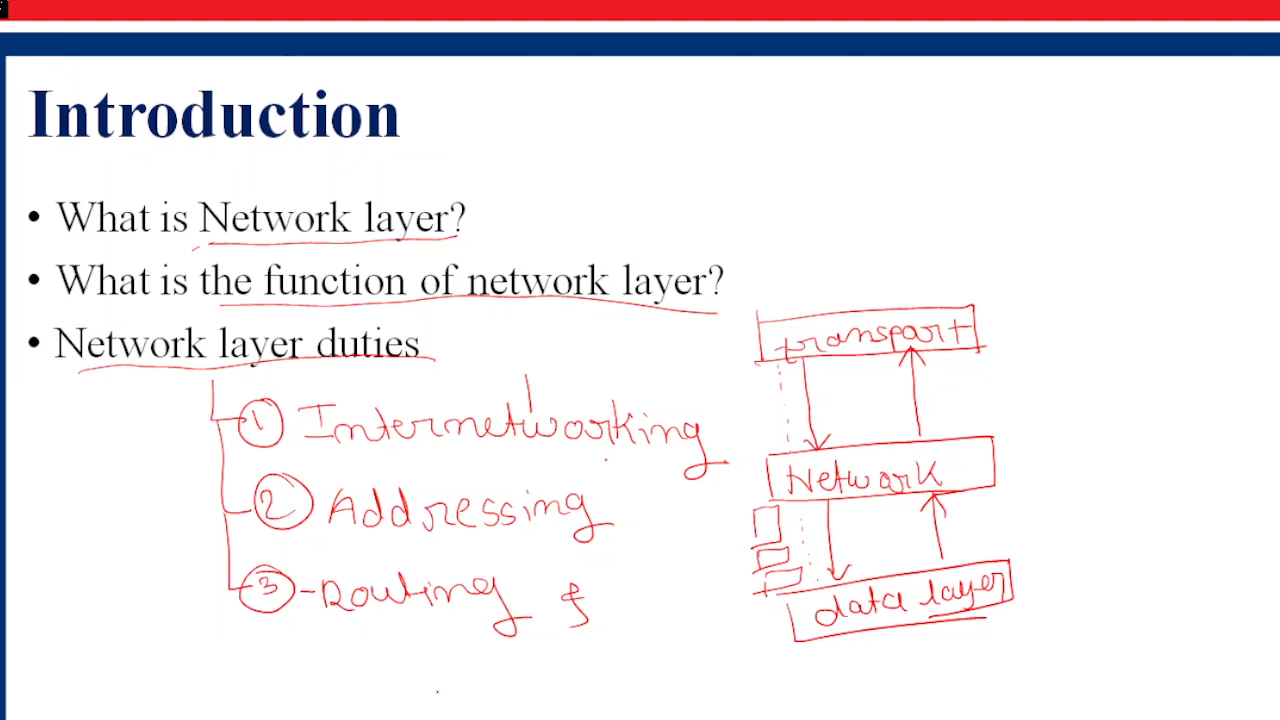 Introduction
• What is Network layer?
• What is the function of network layer?
• Network layer duties
① Internetworking
② Addressing
③ -Routing &
transport
Network
data layer